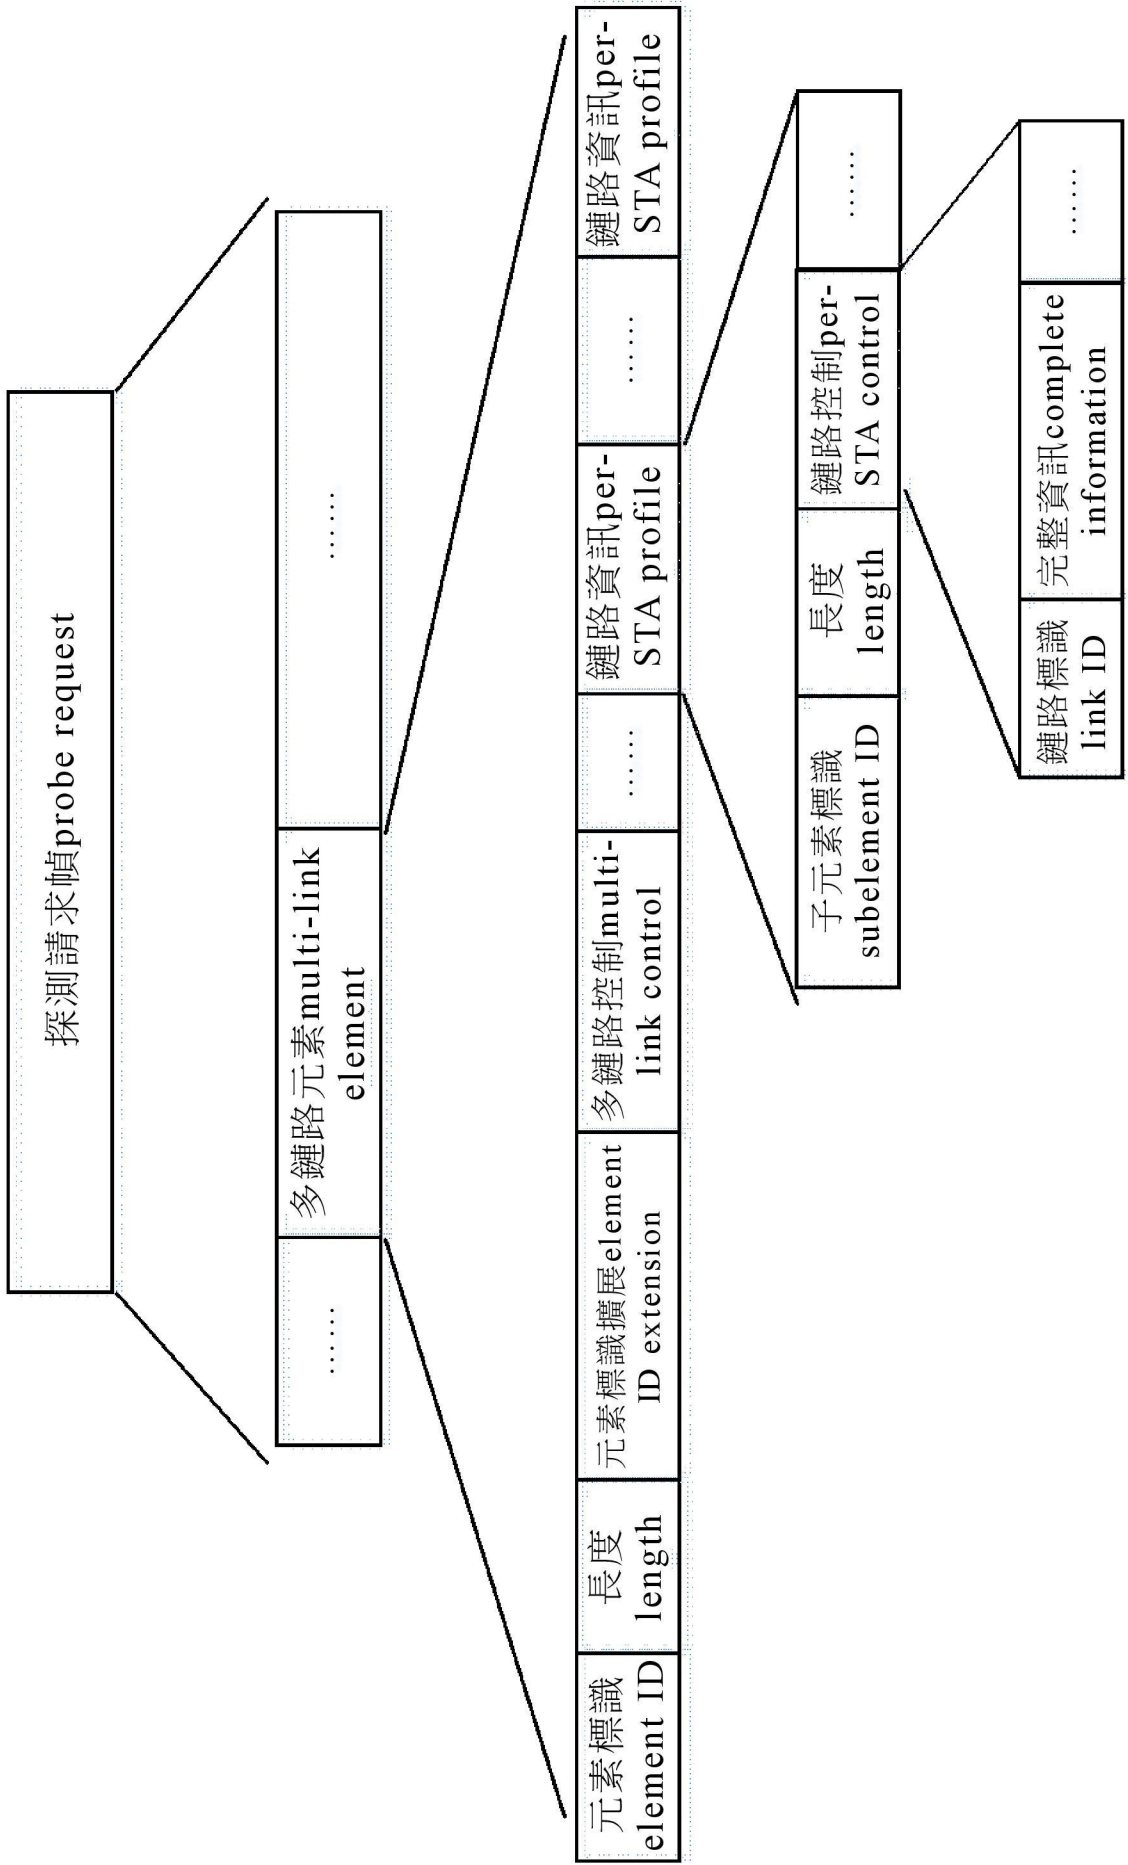 探測請求幀probe request
……
多鏈路元素multi-link
element
……
元素標識
element ID
長度
length
元素標識擴展element
ID extension
多鏈路控制multi-
link control
……
鏈路資訊per-
STA profile
……
鏈路資訊per-
STA profile
子元素標識
subelement ID
長度
length
鏈路控制per-
STA control
……
鏈路標識
link ID
完整資訊complete
information
……